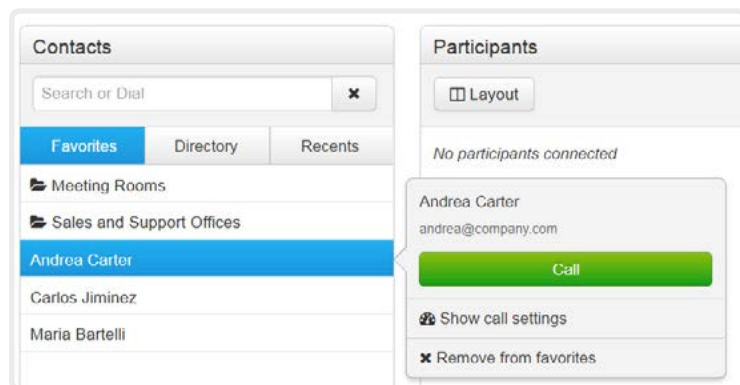 Contacts
Search or Dial
Favorites Directory Recents
Meeting Rooms
Sales and Support Offices
Andrea Carter
Carlos Jiminez
Maria Bartelli
Participants
Layout
No participants connected
Andrea Carter
andrea@company.com
Call
Show call settings
Remove from favorites